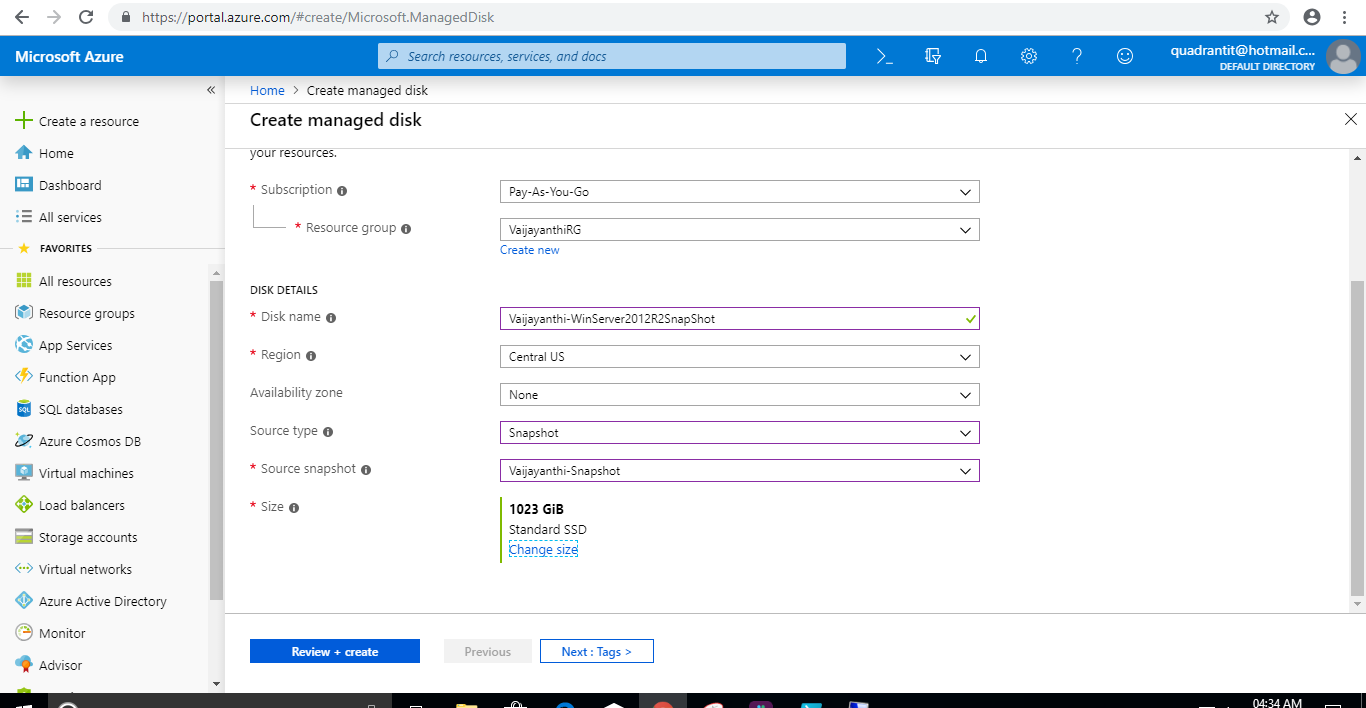 https://portal.azure.com/#create/Microsoft.ManagedDisk
Microsoft Azure
Search resources, services, and docs
quadrantit@hotmail.c...
DEFAULT DIRECTORY
Create a resource
Home
Dashboard
All services
FAVORITES
All resources
Resource groups
App Services
Function App
SQL databases
Azure Cosmos DB
Virtual machines
Load balancers
Storage accounts
Virtual networks
Azure Active Directory
Monitor
Advisor
Home > Create managed disk
Create managed disk
your resources.
* Subscription
Pay-As-You-Go
* Resource group
VaijayanthiRG
Create new
DISK DETAILS
* Disk name
Vaijayanthi-WinServer2012R2SnapShot
* Region
Central US
Availability zone
None
Source type
Snapshot
* Source snapshot
Vaijayanthi-Snapshot
* Size
1023 GiB
Standard SSD
Change size
Review + create
Previous
Next : Tags >
04:34 AM